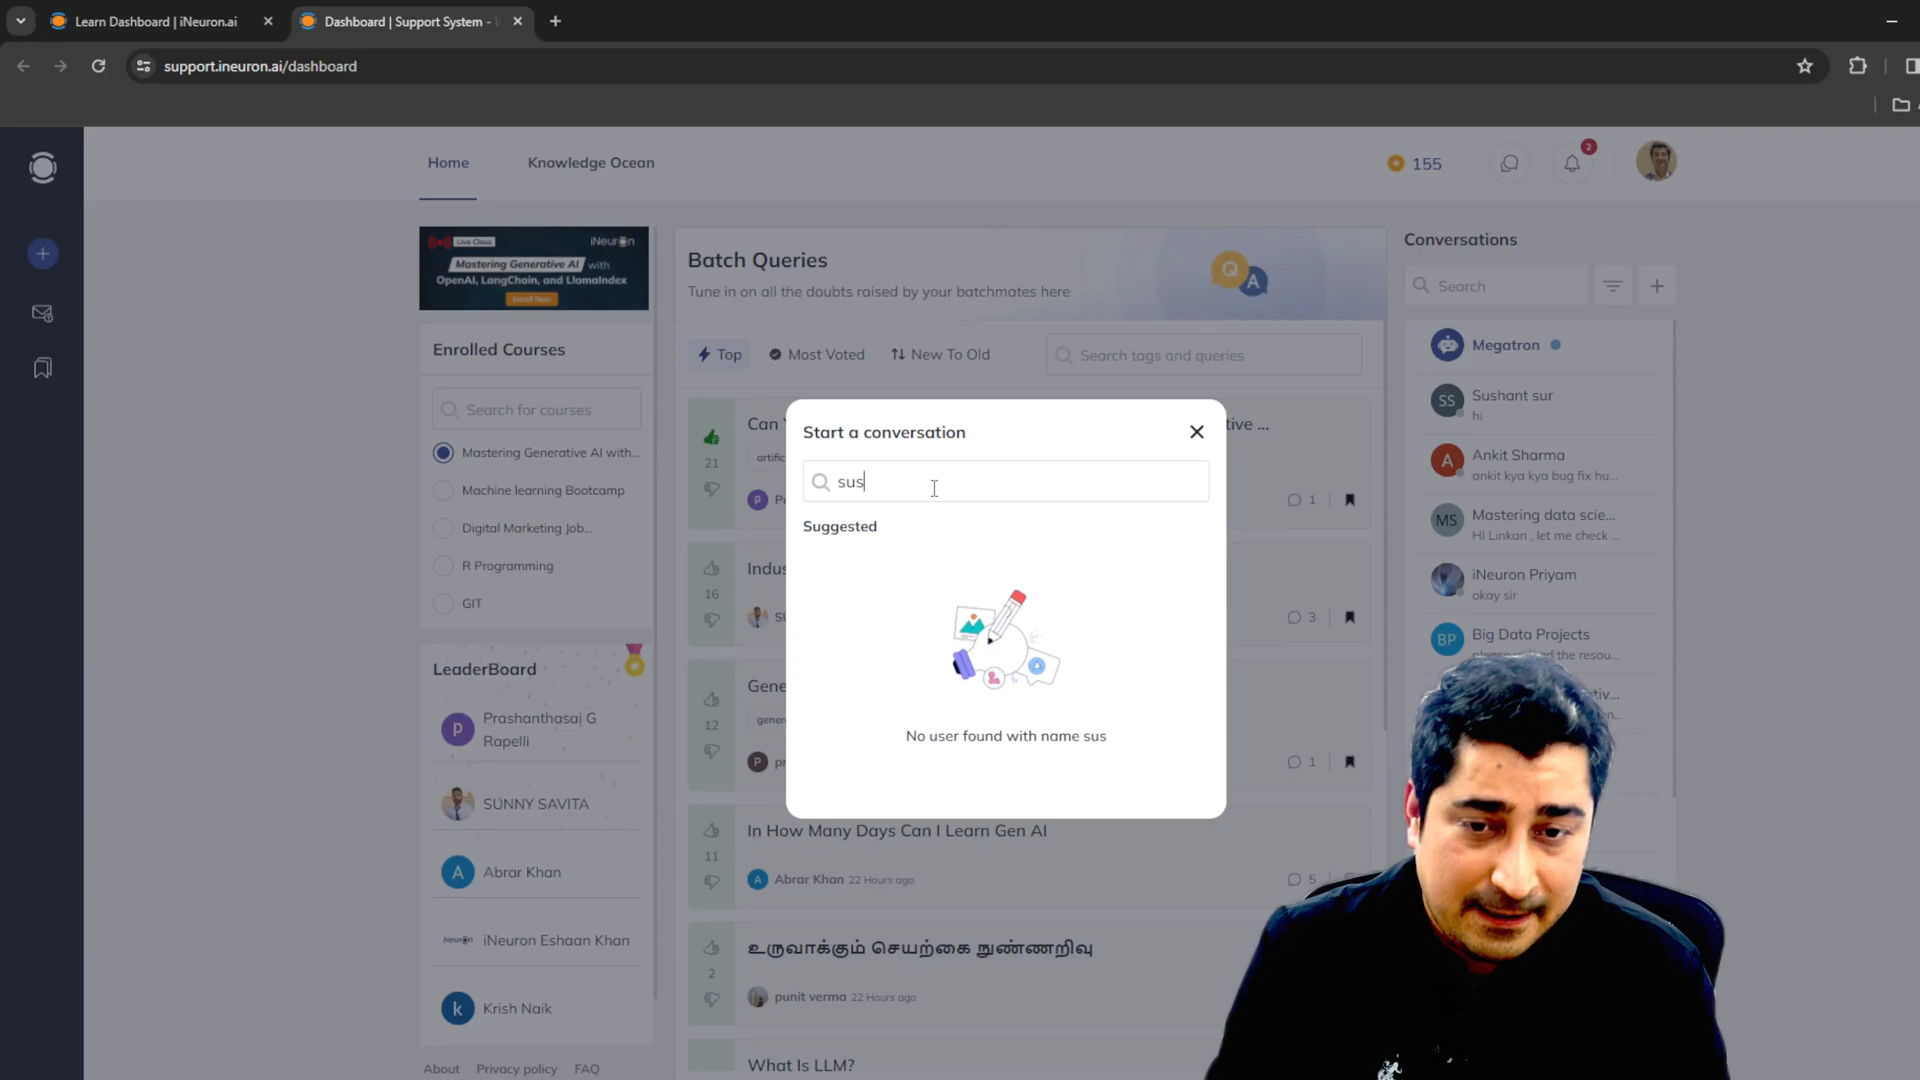 Learn Dashboard | iNeuron.ai
Dashboard | Support System -
support.ineuron.ai/dashboard
Home
Knowledge Ocean
155
2
Live Class
iNeuron
Mastering Generative AI with
OpenAI, LangChain, and LlamaIndex
Enroll Now
Enrolled Courses
Search for courses
Mastering Generative AI with...
Machine learning Bootcamp
Digital Marketing Job...
R Programming
GIT
LeaderBoard
p
Prashanthasai G
Rapelli
SUNNY SAVITA
A
Abrar Khan
iNeuron
iNeuron Eshaan Khan
k
Krish Naik
About
Privacy policy
FAQ
Batch Queries
Tune in on all the doubts raised by your batchmates here
Q
A
Top
Most Voted
New To Old
Search tags and queries
21
Can
tive ...
artific
P
1
16
Indus
3
12
Gene
gener
P
pr
1
Start a conversation
sus
Suggested
No user found with name sus
In How Many Days Can I Learn Gen AI
11
A
Abrar Khan 22 Hours ago
5
உருவாக்கும் செயற்கை நுண்ணறிவு
2
punit verma 22 Hours ago
What Is LLM?
Conversations
Search
Megatron
SS
Sushant sur
hi
A
Ankit Sharma
ankit kya kya bug fix hu...
MS
Mastering data scie...
HI Linkan , let me check ...
iNeuron Priyam
okay sir
BP
Big Data Projects